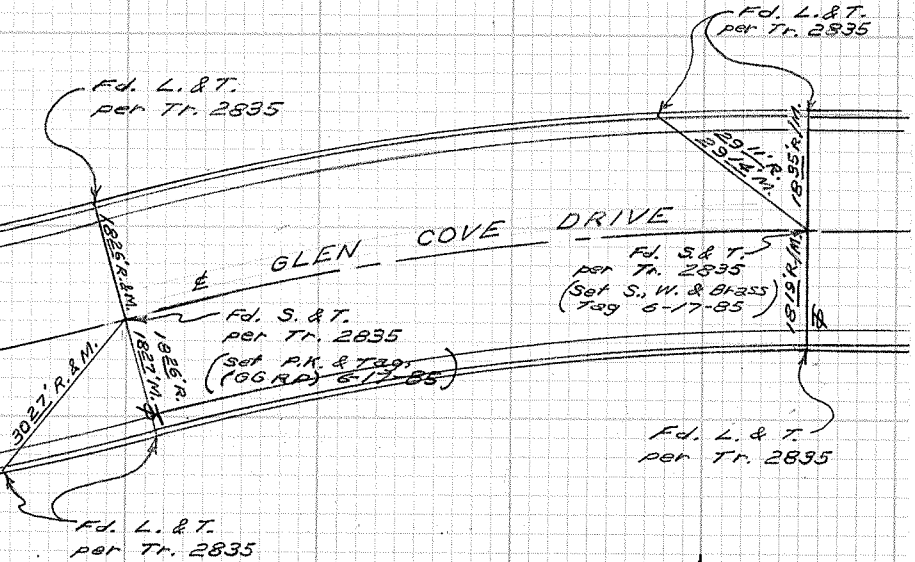 Fd. L. & T.
per Tr. 2835
Fd. L. & T.
per Tr. 2835
29 11' R.
29 14' M.
18 35' R./M.
18 26' R. & M.
GLEN COVE DRIVE
℄
Fd. S. & T.
per Tr. 2835
(Set S., W. & Brass
Tag 6-17-85)
18 19' R./M.
Fd. S. & T.
per Tr. 2835
(Set P.K. & Tag,
(GG RP) 6-17-85)
18 26' R.
18 27' M.
30 27' R. & M.
Fd. L. & T.
per Tr. 2835
Fd. L. & T.
per Tr. 2835